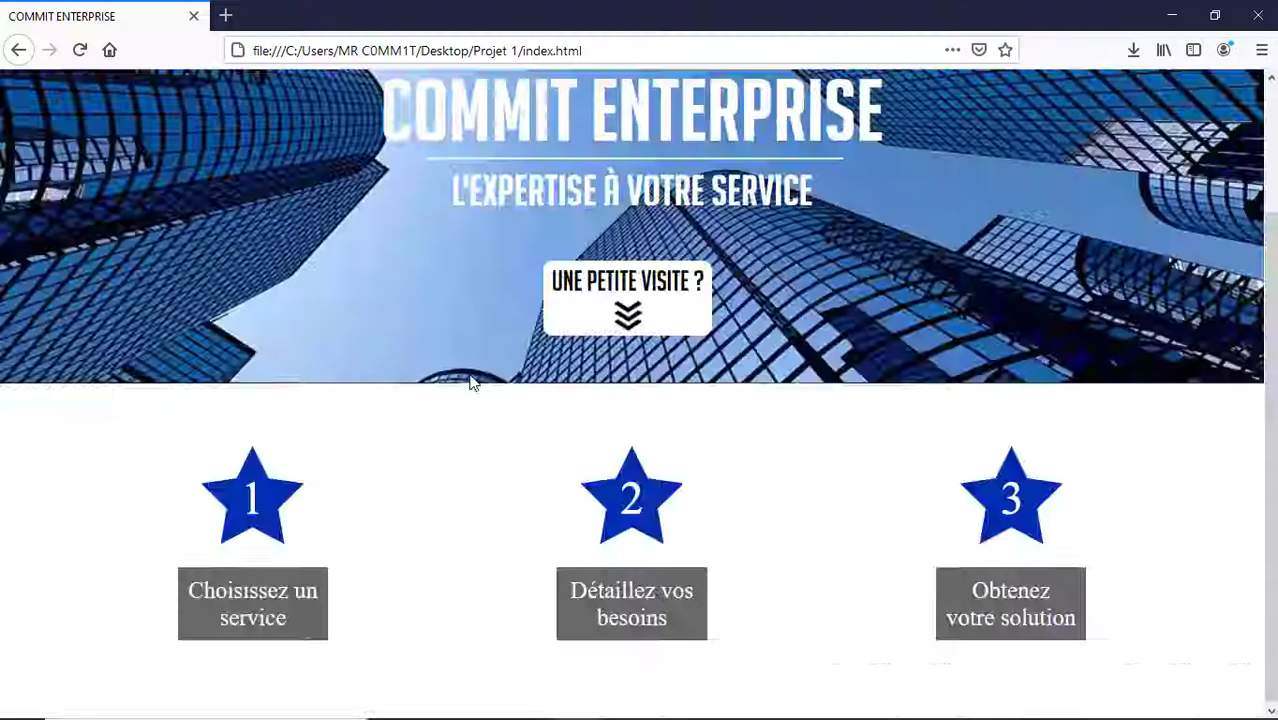 COMMIT ENTERPRISE
file:///C:/Users/MR C0MM1T/Desktop/Projet 1/index.html
COMMIT ENTERPRISE
L'EXPERTISE À VOTRE SERVICE
UNE PETITE VISITE ?
1
2
3
Choisissez un
service
Détaillez vos
besoins
Obtenez
votre solution